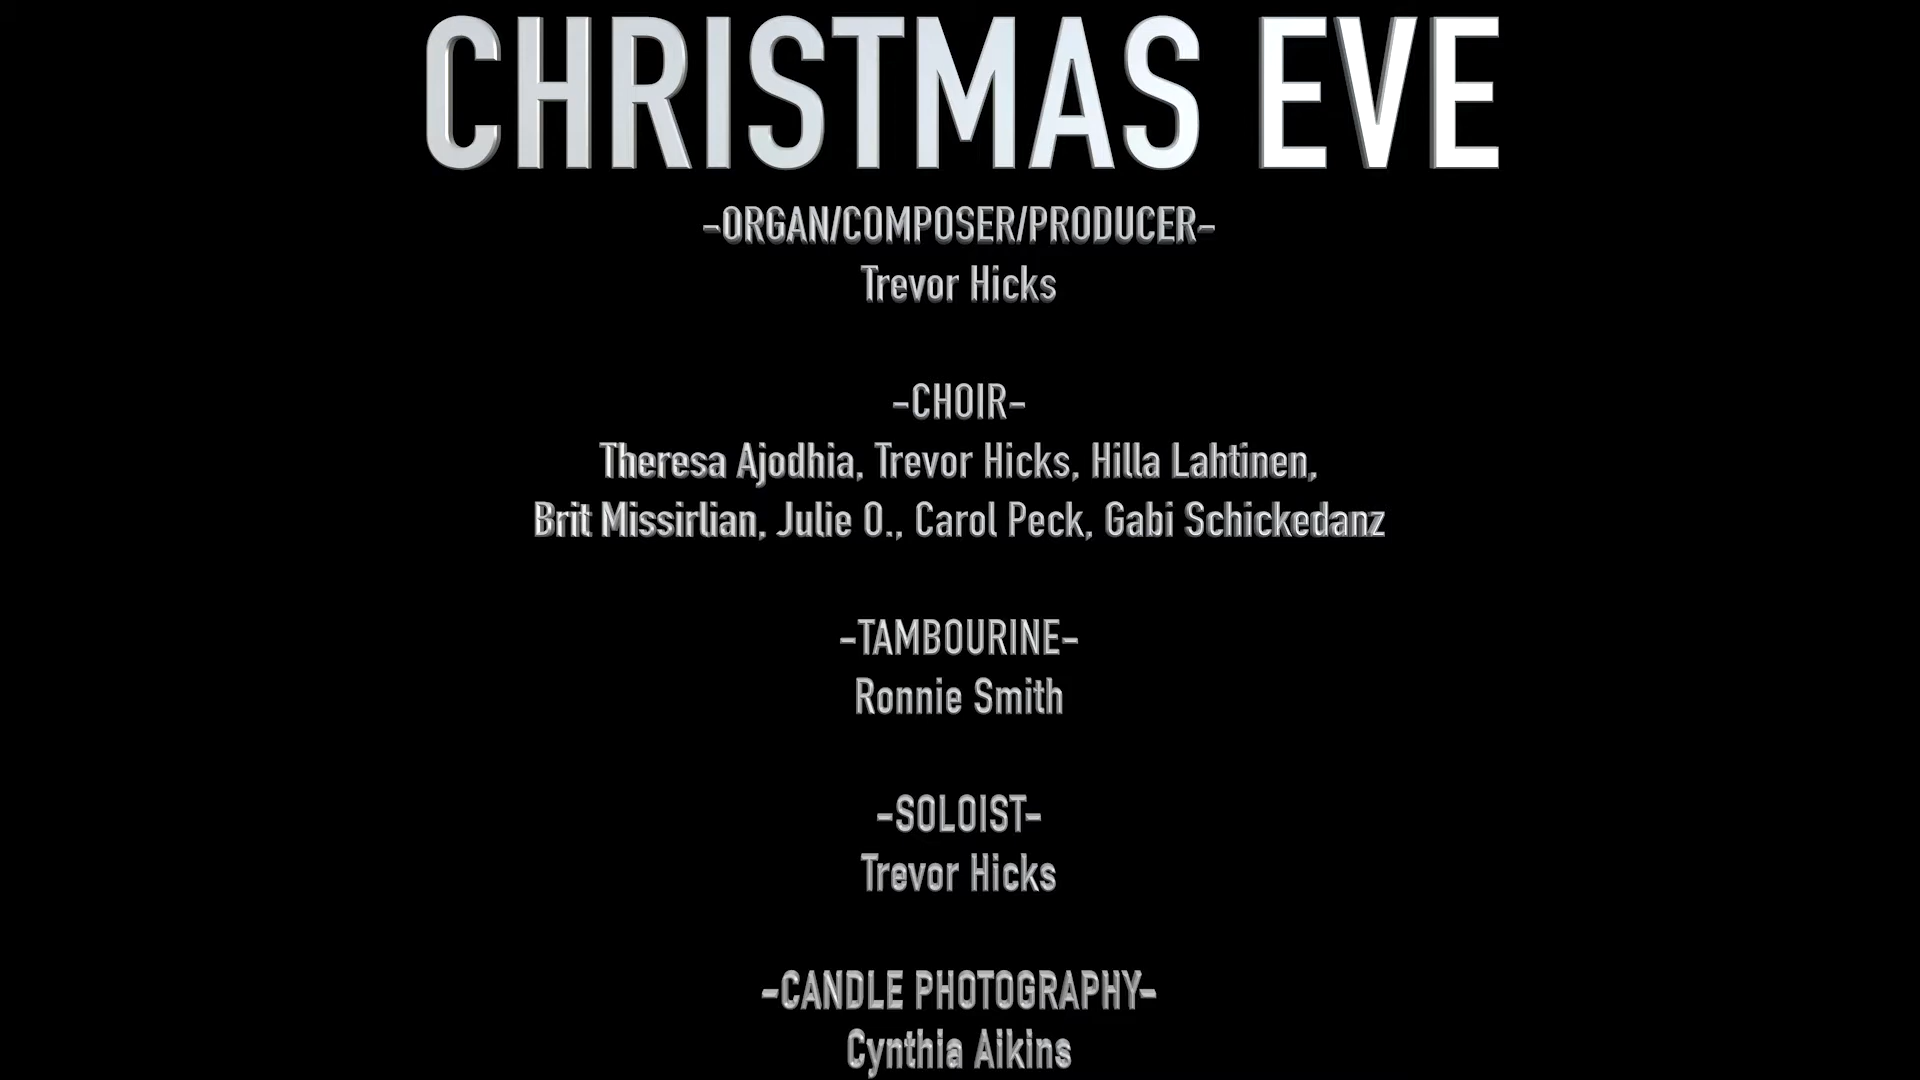 CHRISTMAS EVE
-ORGAN/COMPOSER/PRODUCER-
Trevor Hicks
-CHOIR-
Theresa Ajodhia, Trevor Hicks, Hilla Lahtinen,
Brit Missirlian, Julie O., Carol Peck, Gabi Schickedanz
-TAMBOURINE-
Ronnie Smith
-SOLOIST-
Trevor Hicks
-CANDLE PHOTOGRAPHY-
Cynthia Aikins